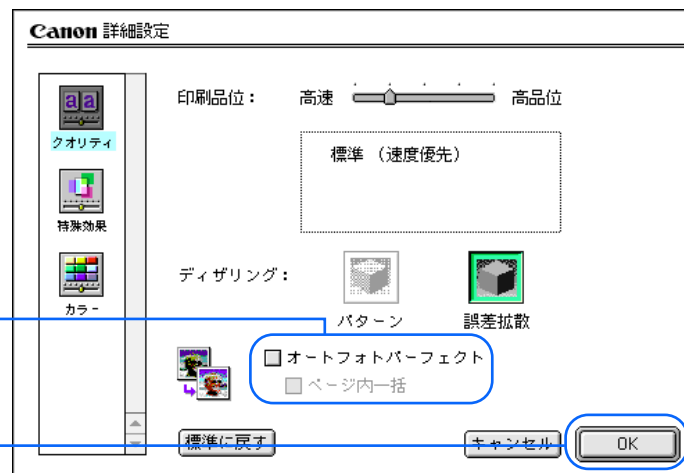 Canon 詳細設定
クオリティ
特殊効果
カラー
印刷品位： 高速 高品位
標準 （速度優先）
ディザリング：
パターン 誤差拡散
オートフォトパーフェクト
ページ内一括
標準に戻す キャンセル OK